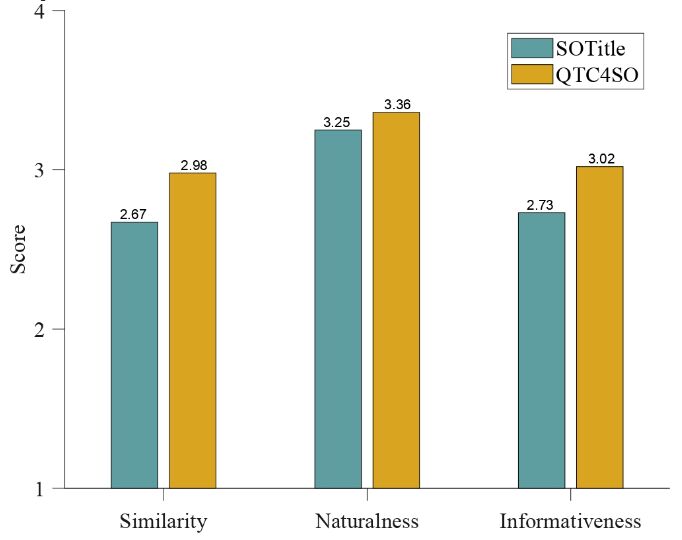 4
SOTitle
QTC4SO
3.36
3.25
3
3.02
2.98
2.73
2.67
Score
2
1
Similarity
Naturalness
Informativeness